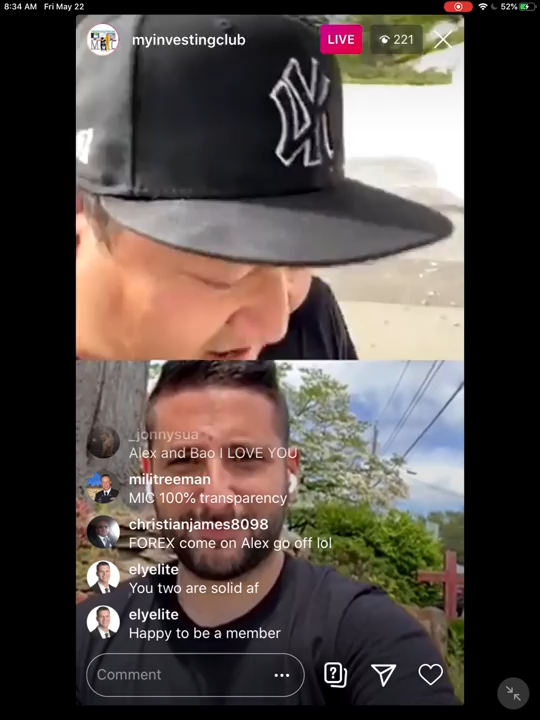 8:34 AM Fri May 22
52%
myinvestingclub
LIVE
221
NY
_jonnysua
Alex and Bao I LOVE YOU
militreeman
MIC 100% transparency
christianjames8098
FOREX come on Alex go off lol
elyelite
You two are solid af
elyelite
Happy to be a member
Comment